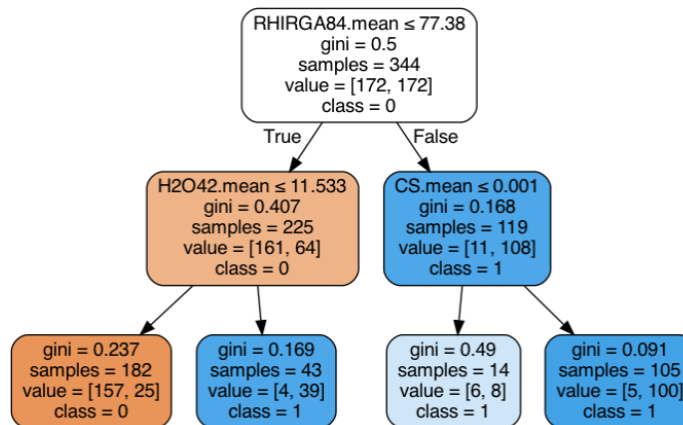 RHIRGA84.mean ≤ 77.38
gini = 0.5
samples = 344
value = [172, 172]
class = 0
True
False
H2O42.mean ≤ 11.533
gini = 0.407
samples = 225
value = [161, 64]
class = 0
CS.mean ≤ 0.001
gini = 0.168
samples = 119
value = [11, 108]
class = 1
gini = 0.237
samples = 182
value = [157, 25]
class = 0
gini = 0.169
samples = 43
value = [4, 39]
class = 1
gini = 0.49
samples = 14
value = [6, 8]
class = 1
gini = 0.091
samples = 105
value = [5, 100]
class = 1